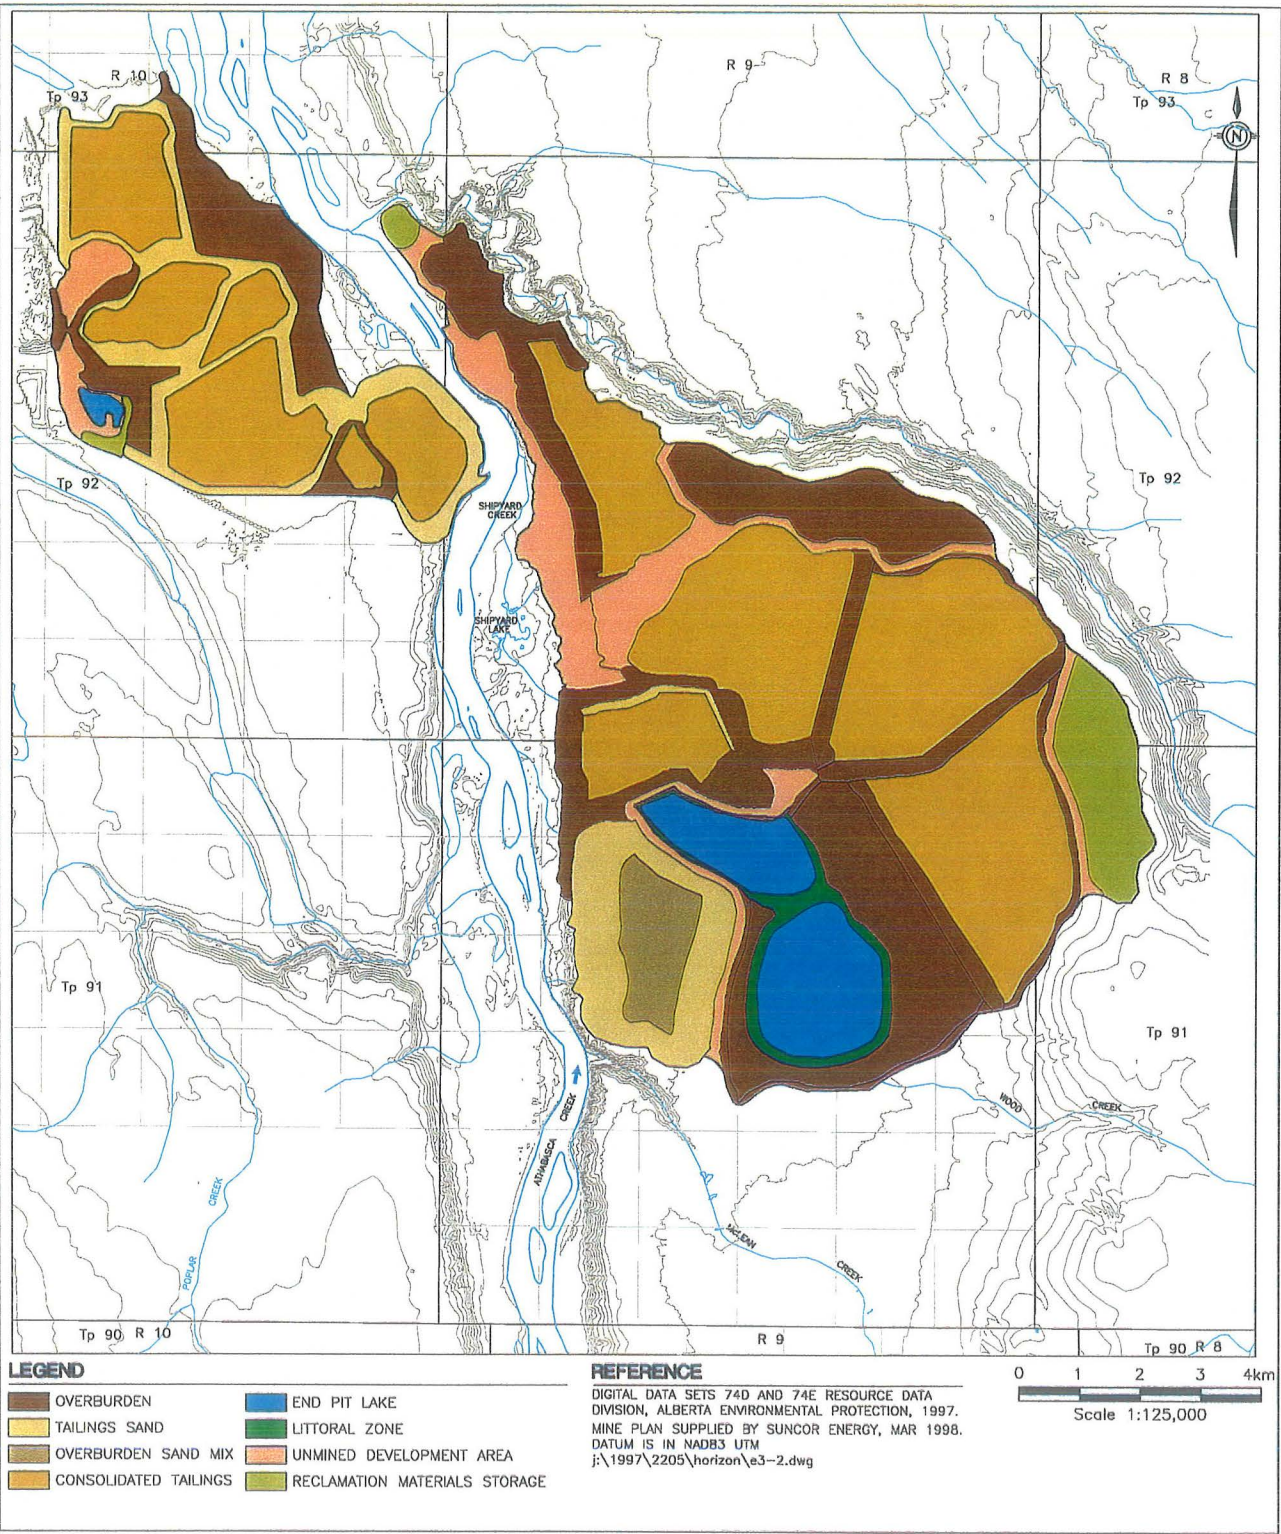 R 10
R 9
R 8
Tp 93
Tp 93
N
Tp 92
Tp 92
SHIPYARD
CREEK
SHIPYARD
LAKE
Tp 91
Tp 91
WOOD
CREEK
ATHABASCA
CREEK
CREEK
POPLAR
McLEAN
CREEK
Tp 90 R 10
R 9
Tp 90 R 8
LEGEND
OVERBURDEN
TAILINGS SAND
OVERBURDEN SAND MIX
CONSOLIDATED TAILINGS
END PIT LAKE
LITTORAL ZONE
UNMINED DEVELOPMENT AREA
RECLAMATION MATERIALS STORAGE
REFERENCE
DIGITAL DATA SETS 74D AND 74E RESOURCE DATA
DIVISION, ALBERTA ENVIRONMENTAL PROTECTION, 1997.
MINE PLAN SUPPLIED BY SUNCOR ENERGY, MAR 1998.
DATUM IS IN NAD83 UTM
j:\1997\2205\horizon\e3-2.dwg
0 1 2 3 4km
Scale 1:125,000